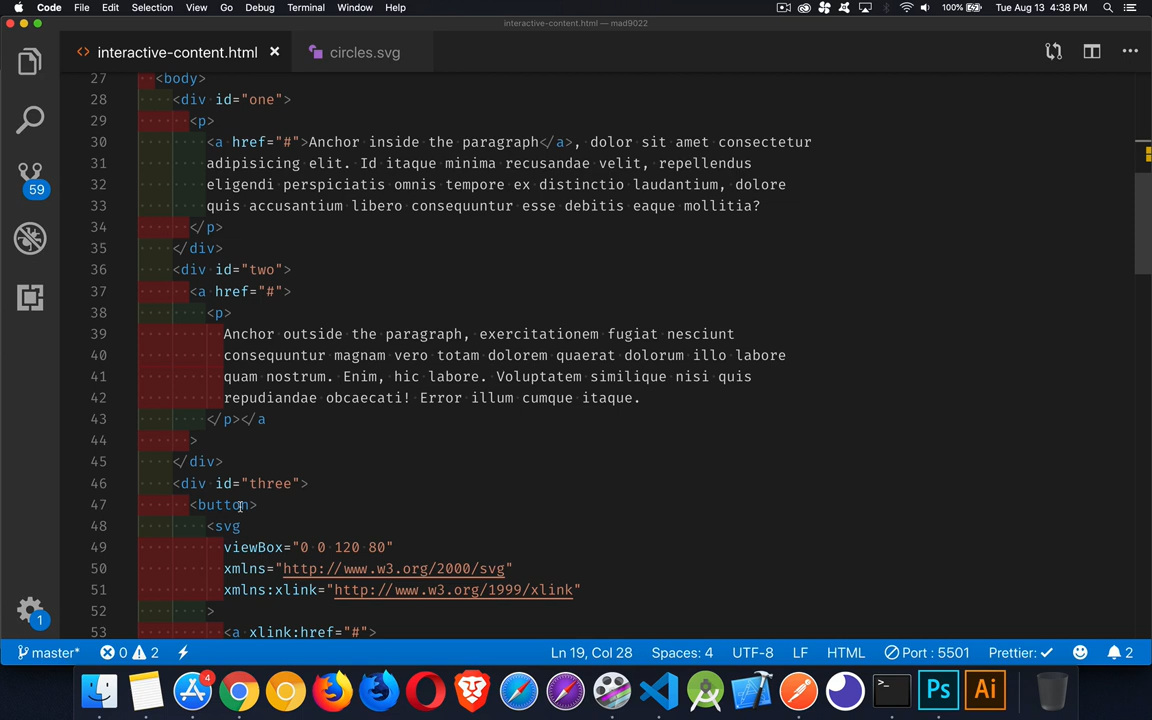 Code File Edit Selection View Go Debug Terminal Window Help 100% Tue Aug 13 4:38 PM
interactive-content.html — mad9022
<> interactive-content.html × circles.svg
27 <body>
28 <div id="one">
29 <p>
30 <a href="#">Anchor inside the paragraph</a>, dolor sit amet consectetur
31 adipisicing elit. Id itaque minima recusandae velit, repellendus
32 eligendi perspiciatis omnis tempore ex distinctio laudantium, dolore
33 quis accusantium libero consequuntur esse debitis eaque mollitia?
34 </p>
35 </div>
36 <div id="two">
37 <a href="#">
38 <p>
39 Anchor outside the paragraph, exercitationem fugiat nesciunt
40 consequuntur magnam vero totam dolorem quaerat dolorum illo labore
41 quam nostrum. Enim, hic labore. Voluptatem similique nisi quis
42 repudiandae obcaecati! Error illum cumque itaque.
43 </p></a
44 >
45 </div>
46 <div id="three">
47 <button>
48 <svg
49 viewBox="0 0 120 80"
50 xmlns="http://www.w3.org/2000/svg"
51 xmlns:xlink="http://www.w3.org/1999/xlink"
52 >
53 <a xlink:href="#">
59
1
master* 0 2 Ln 19, Col 28 Spaces: 4 UTF-8 LF HTML Port : 5501 Prettier: ✓ 2
4
>_
Ps
Ai